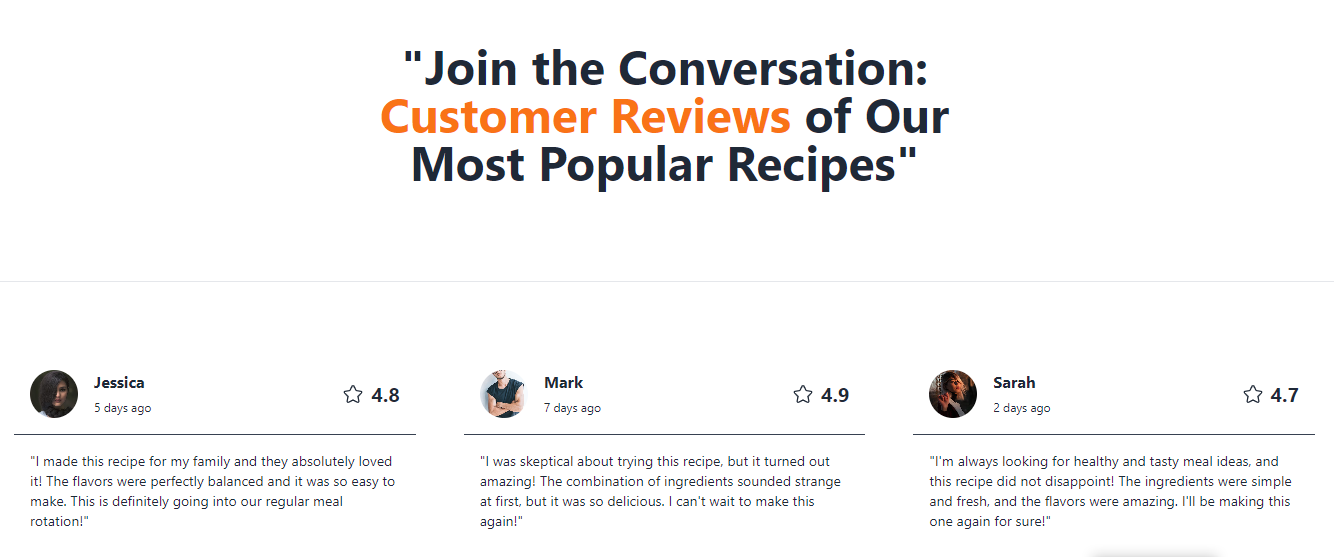 "Join the Conversation:
Customer Reviews of Our
Most Popular Recipes"
Jessica
5 days ago
4.8
"I made this recipe for my family and they absolutely loved
it! The flavors were perfectly balanced and it was so easy to
make. This is definitely going into our regular meal
rotation!"
Mark
7 days ago
4.9
"I was skeptical about trying this recipe, but it turned out
amazing! The combination of ingredients sounded strange
at first, but it was so delicious. I can't wait to make this
again!"
Sarah
2 days ago
4.7
"I'm always looking for healthy and tasty meal ideas, and
this recipe did not disappoint! The ingredients were simple
and fresh, and the flavors were amazing. I'll be making this
one again for sure!"